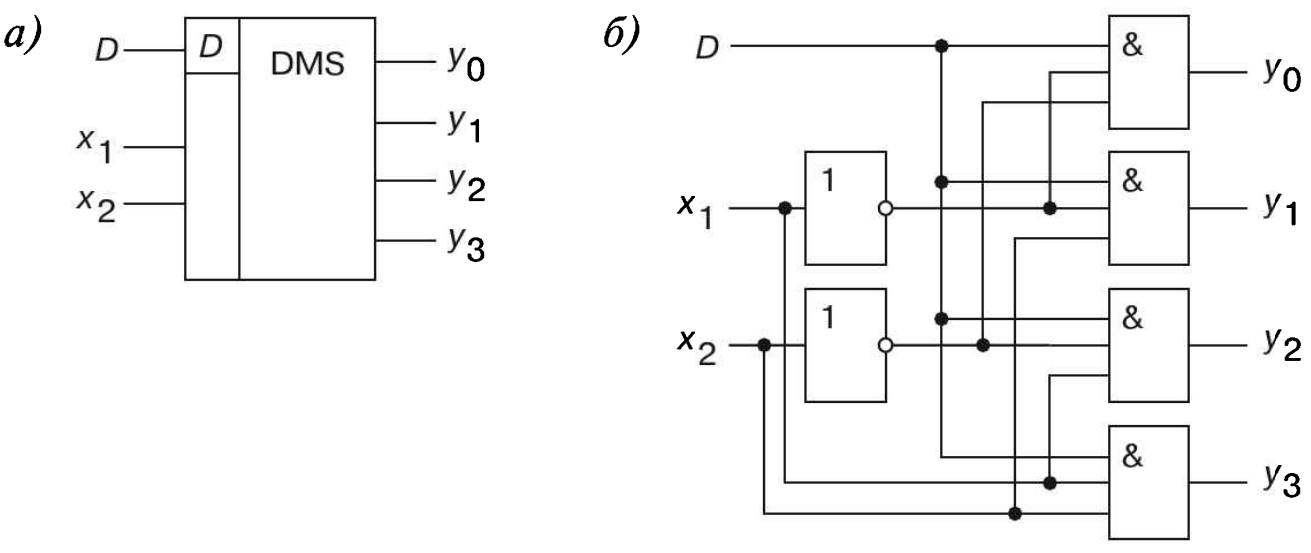 а)
D
D
DMS
x1
x2
y0
y1
y2
y3
б)
D
x1
x2
1
1
&
&
&
&
y0
y1
y2
y3